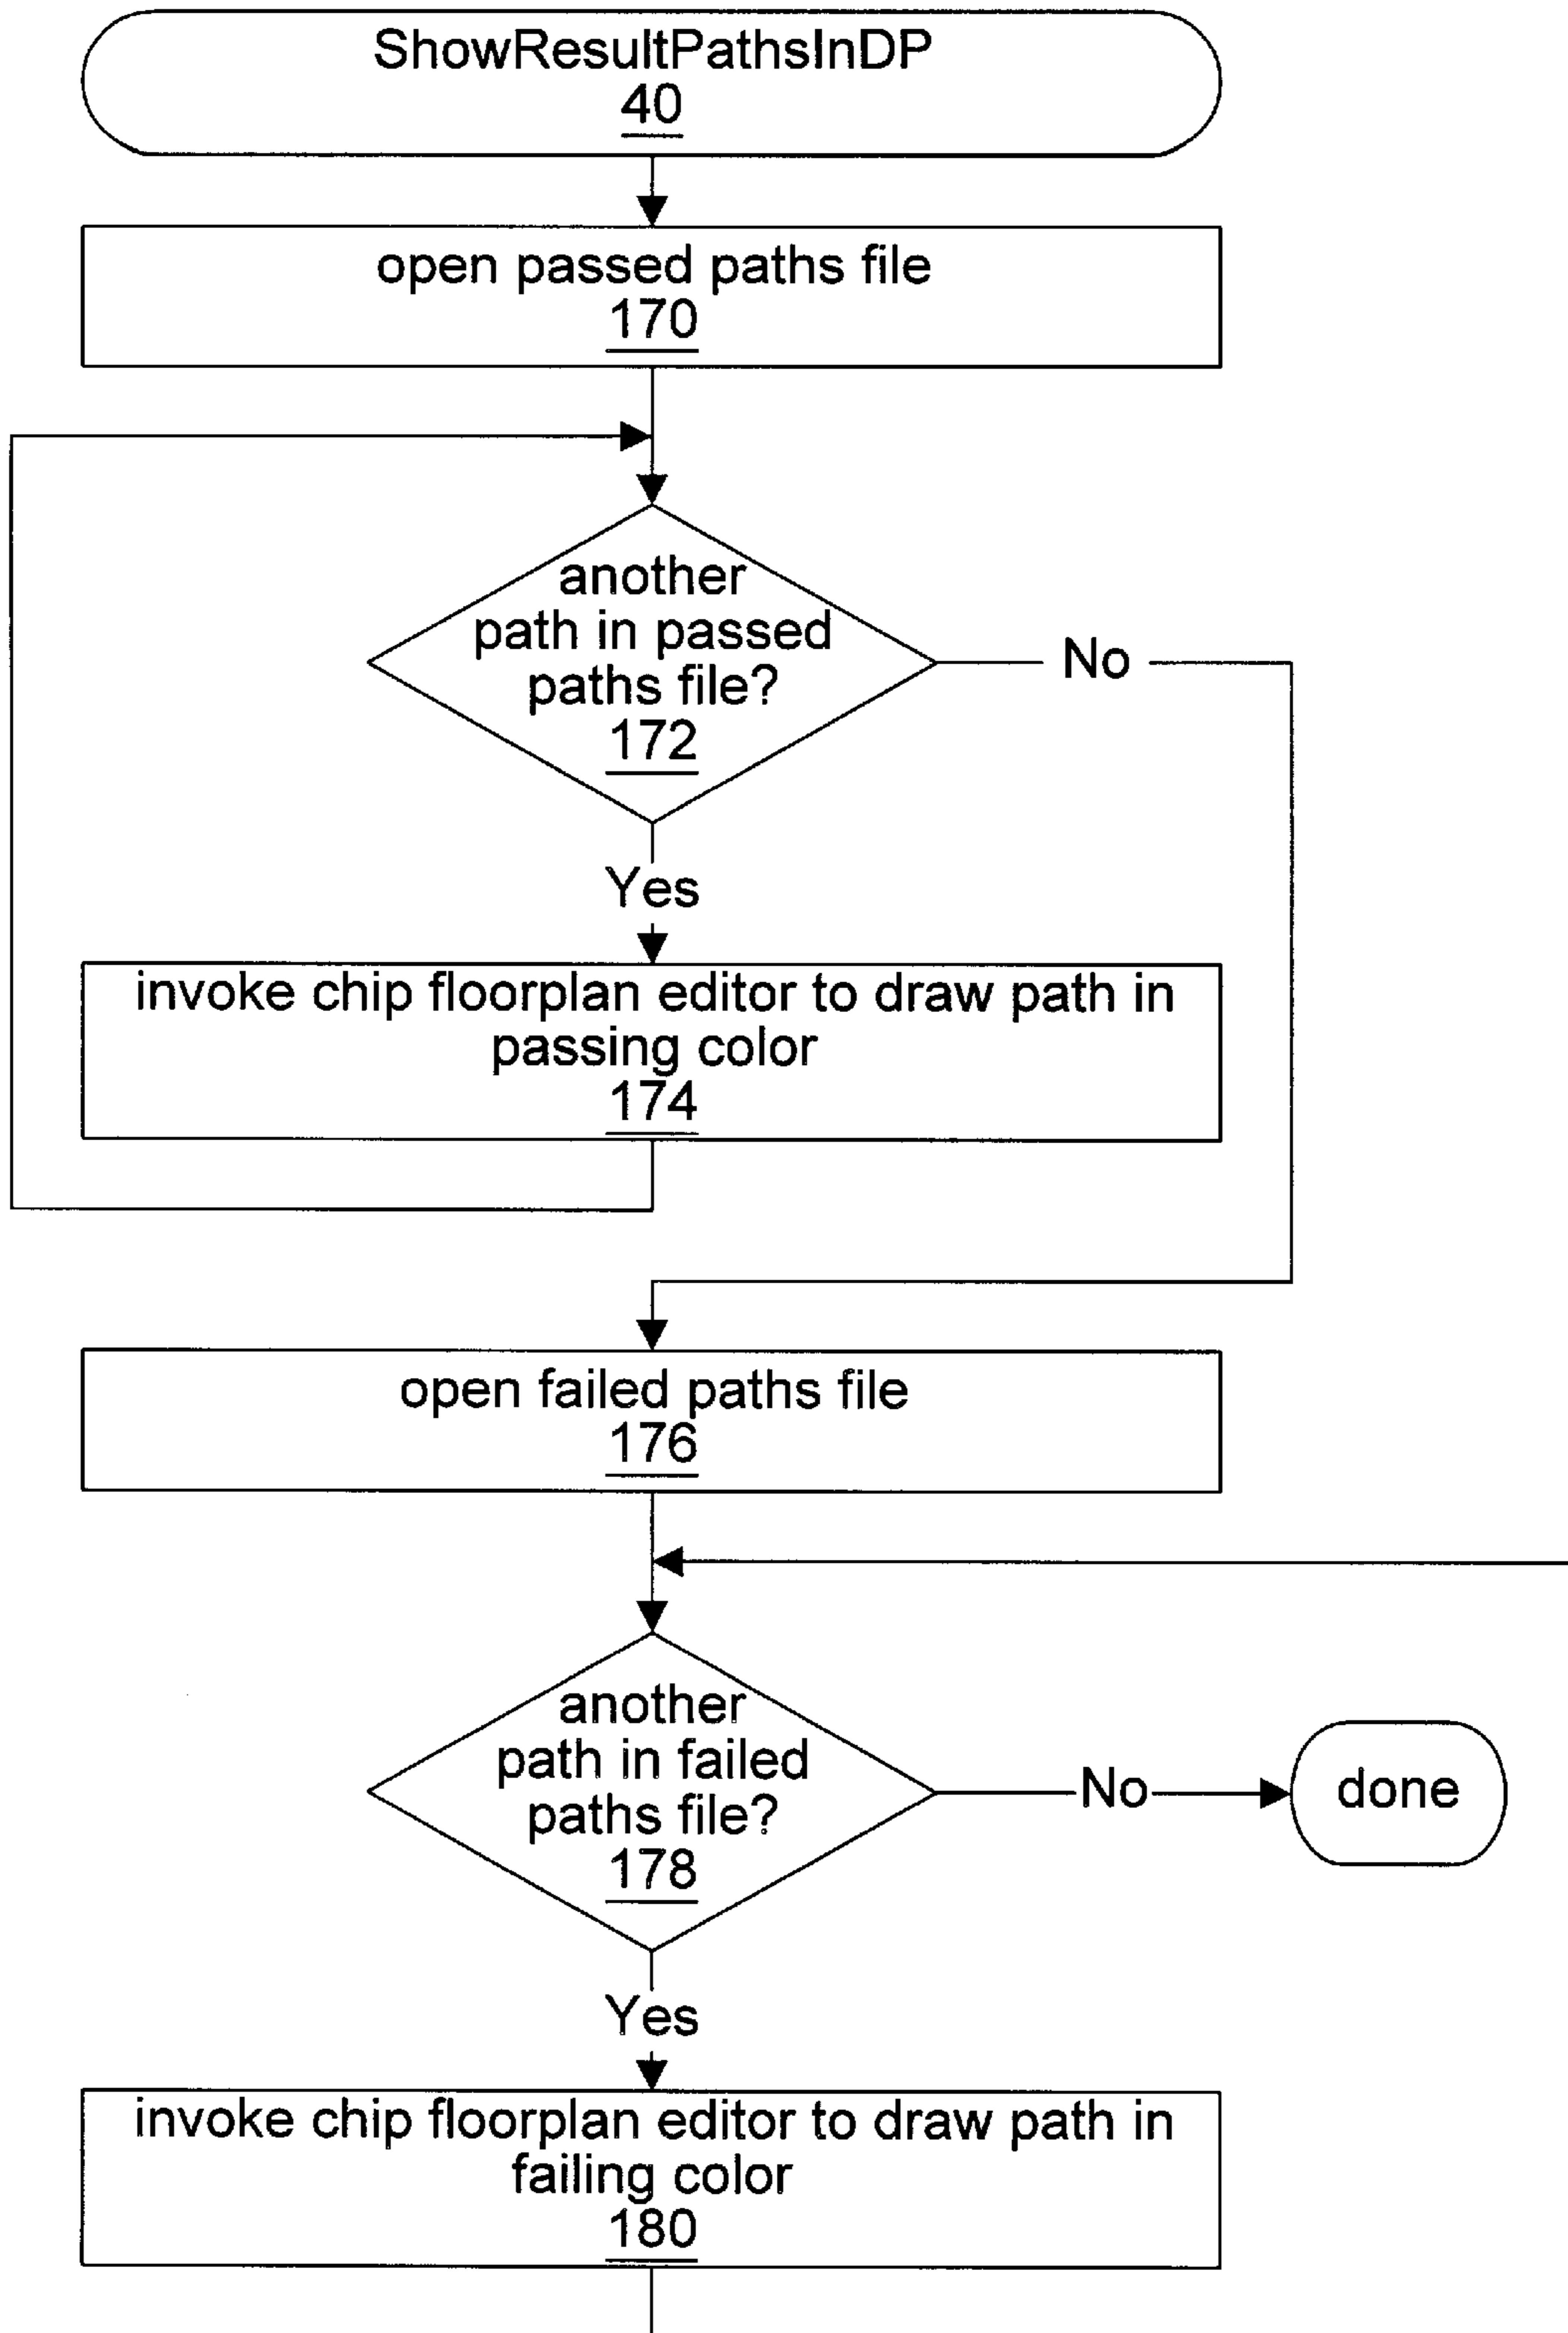 ShowResultPathsInDP
40
open passed paths file
170
another
path in passed
paths file?
172
No
Yes
invoke chip floorplan editor to draw path in
passing color
174
open failed paths file
176
another
path in failed
paths file?
178
No
done
Yes
invoke chip floorplan editor to draw path in
failing color
180